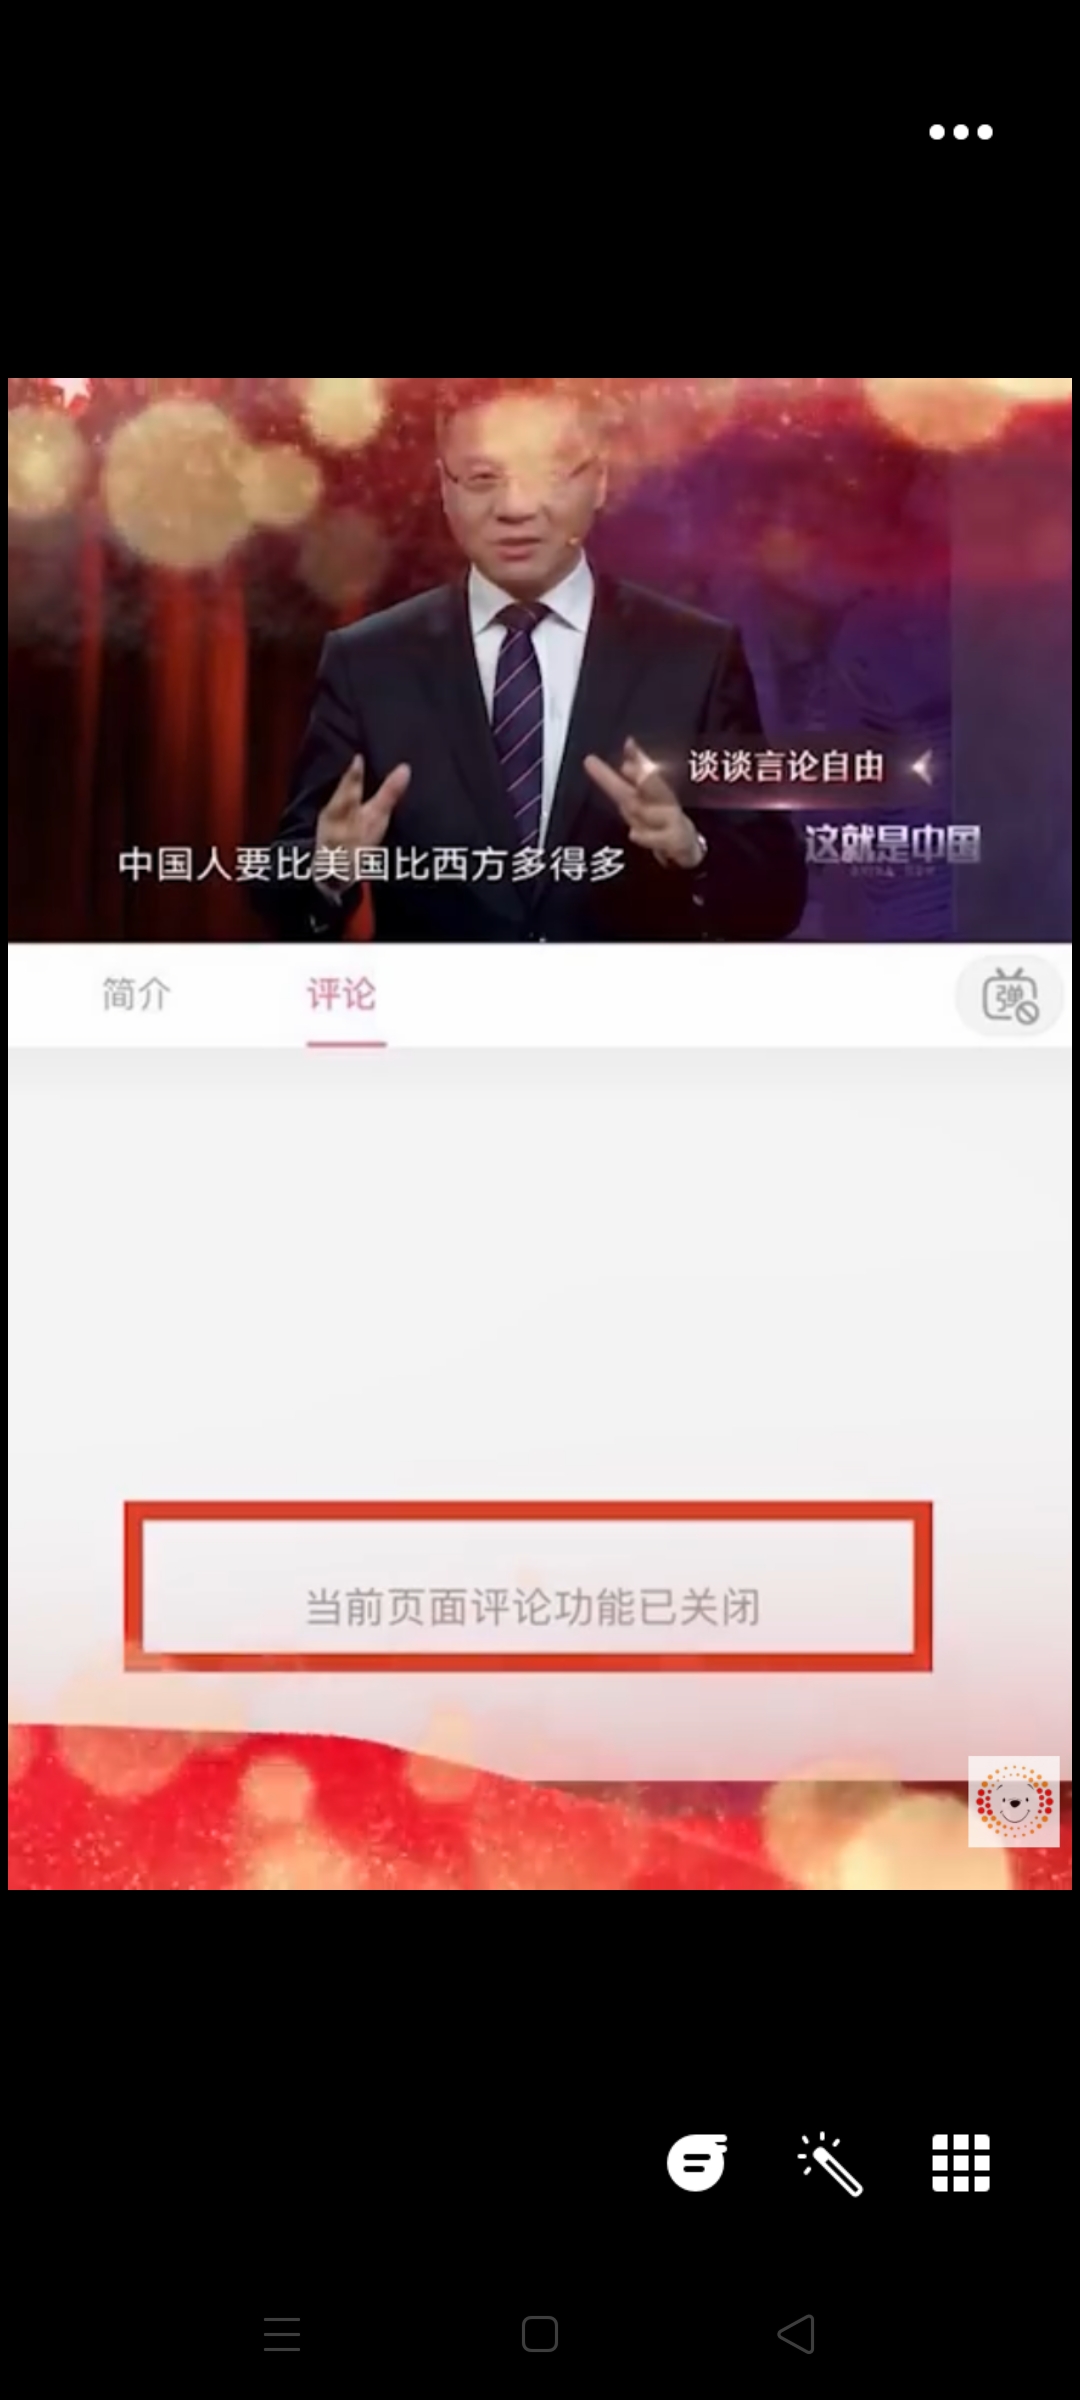 谈谈言论自由
这就是中国
中国人要比美国比西方多得多
简介
评论
弹
当前页面评论功能已关闭